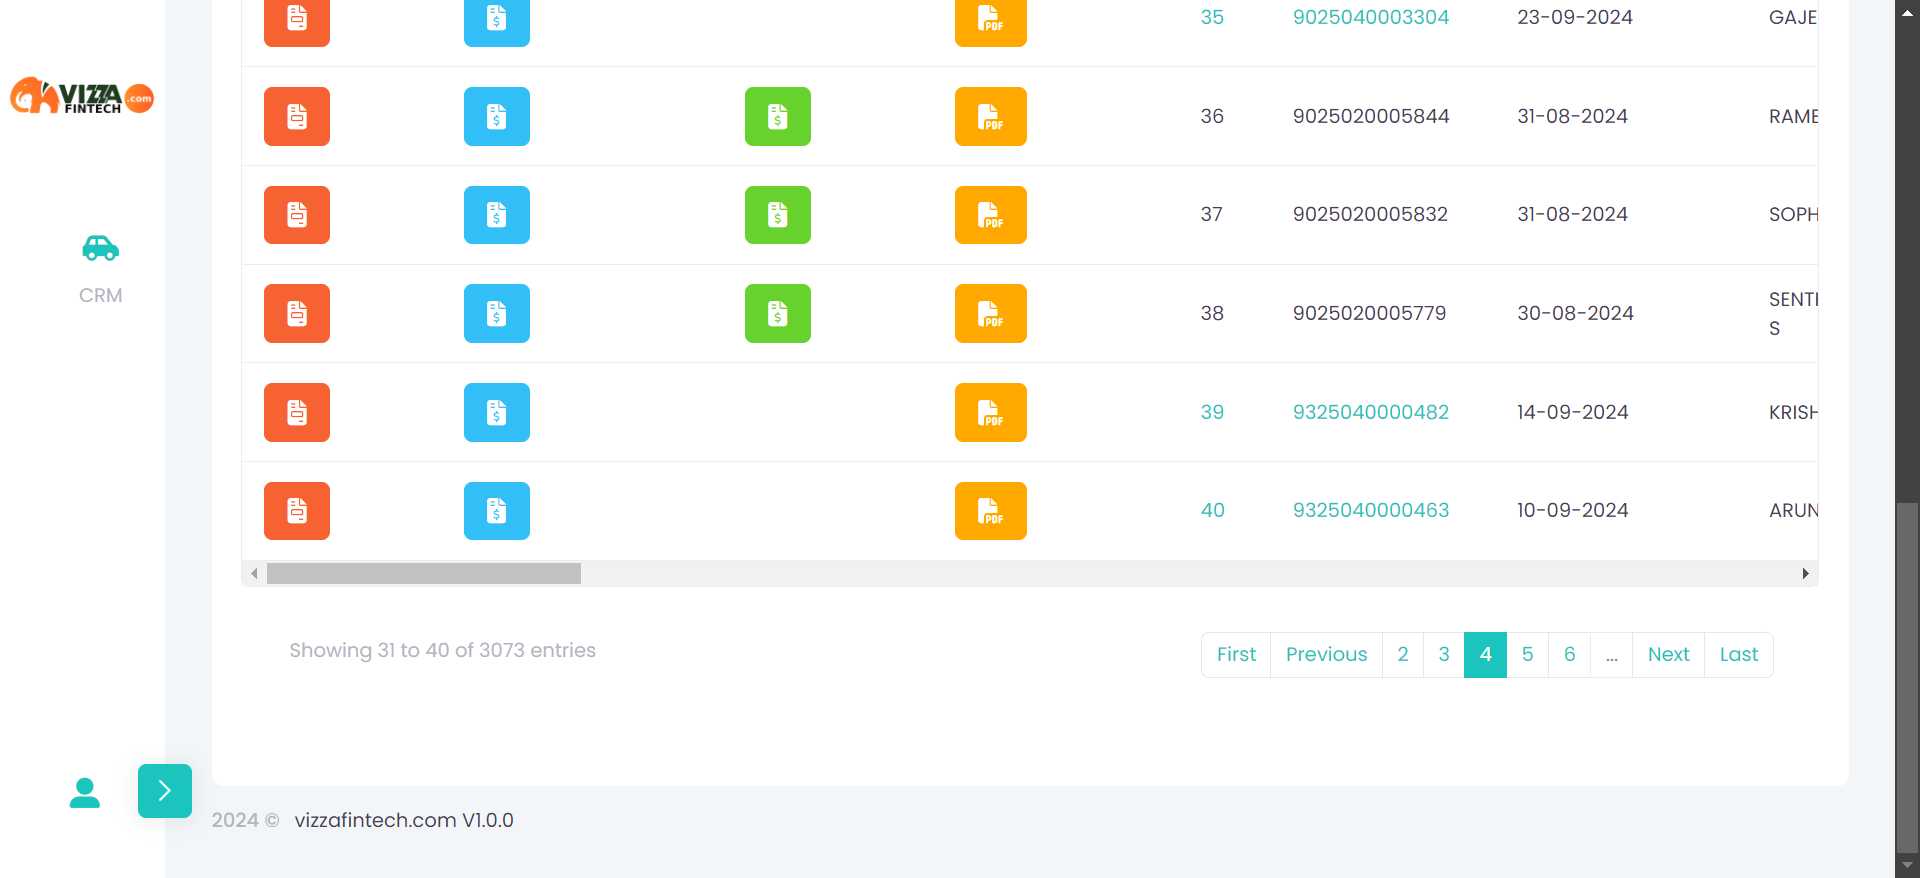 35 9025040003304 23-09-2024 GAJE
VIZZA
FINTECH
.com
PDF 36 9025020005844 31-08-2024 RAME
PDF 37 9025020005832 31-08-2024 SOPH
CRM
PDF 38 9025020005779 30-08-2024 SENTI
S
PDF 39 9325040000482 14-09-2024 KRISH
PDF 40 9325040000463 10-09-2024 ARUN
Showing 31 to 40 of 3073 entries
First Previous 2 3 4 5 6 ... Next Last
2024 © vizzafintech.com V1.0.0